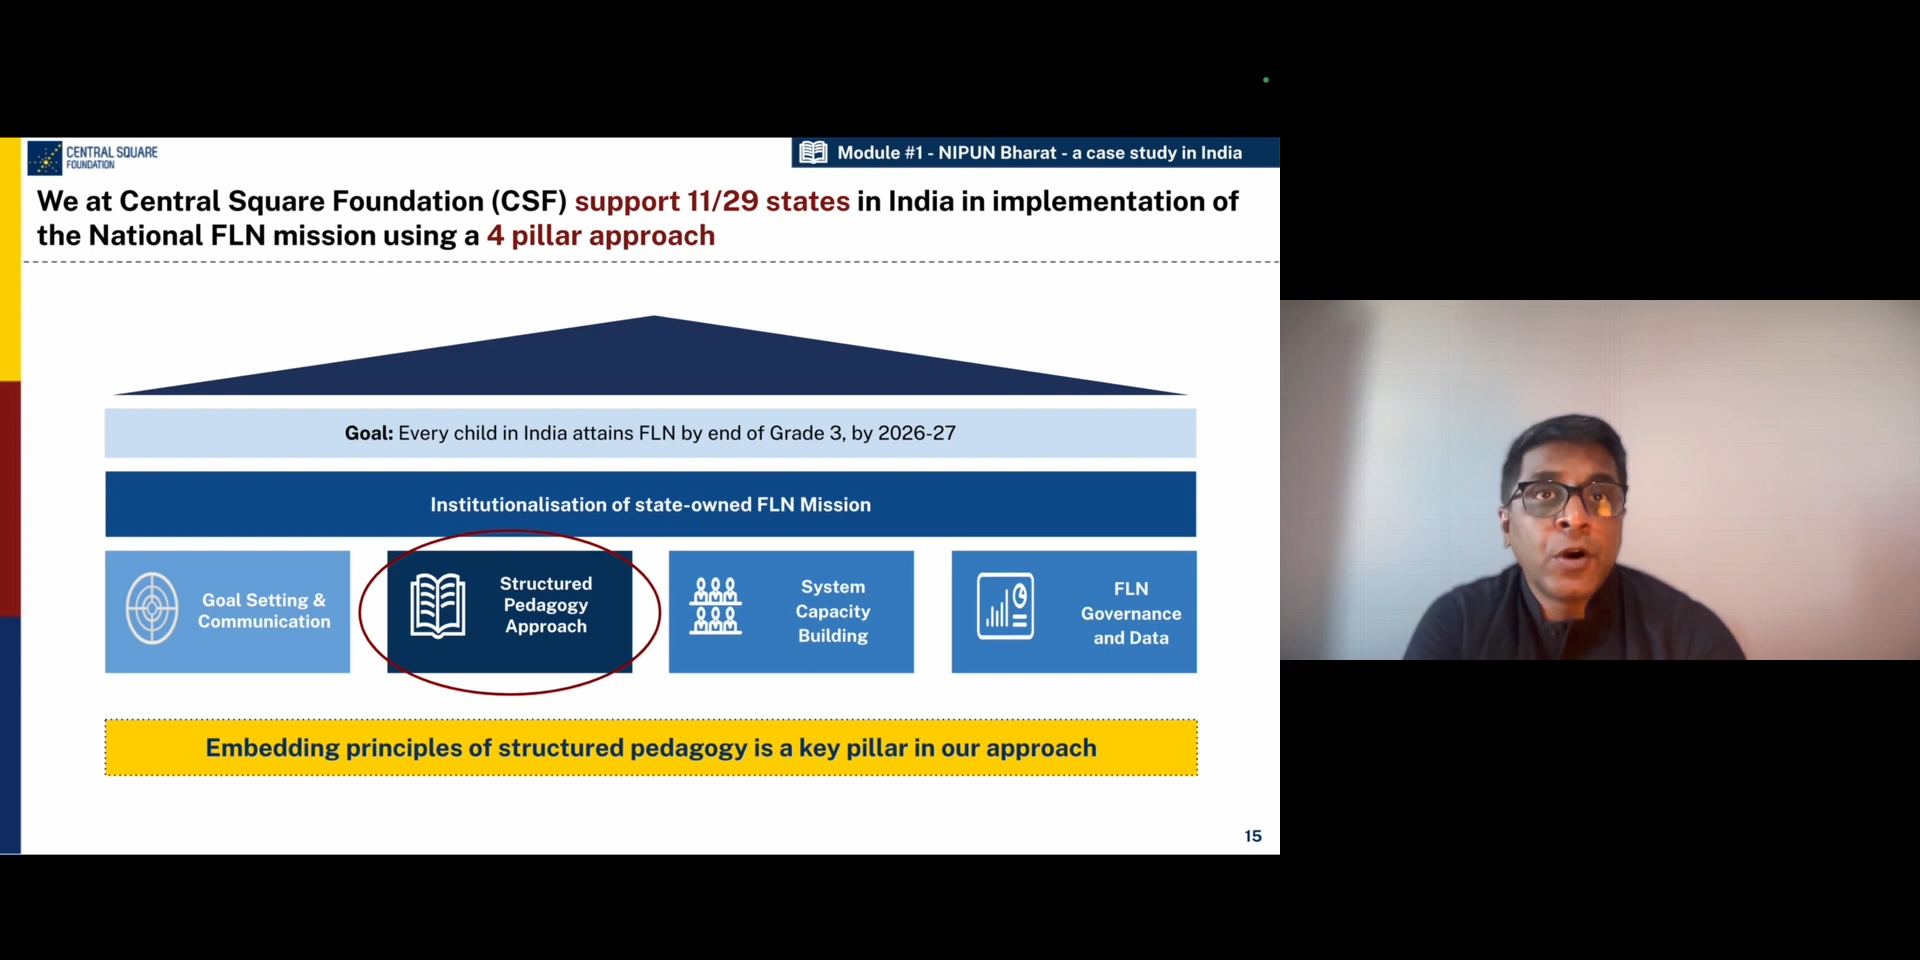 CENTRAL SQUARE
FOUNDATION
Module #1 - NIPUN Bharat - a case study in India
We at Central Square Foundation (CSF) support 11/29 states in India in implementation of
the National FLN mission using a 4 pillar approach
Goal: Every child in India attains FLN by end of Grade 3, by 2026-27
Institutionalisation of state-owned FLN Mission
Goal Setting &
Communication
Structured
Pedagogy
Approach
System
Capacity
Building
FLN
Governance
and Data
Embedding principles of structured pedagogy is a key pillar in our approach
15